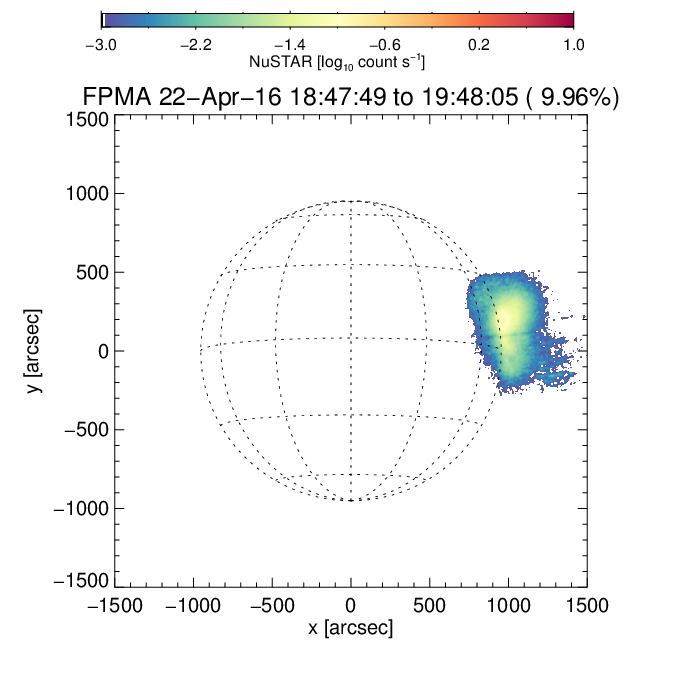 −3.0 −2.2 −1.4 −0.6 0.2 1.0
NuSTAR [log₁₀ count s⁻¹]
FPMA 22−Apr−16 18:47:49 to 19:48:05 ( 9.96%)
1500
1000
500
0
−500
−1000
−1500
y [arcsec]
−1500 −1000 −500 0 500 1000 1500
x [arcsec]